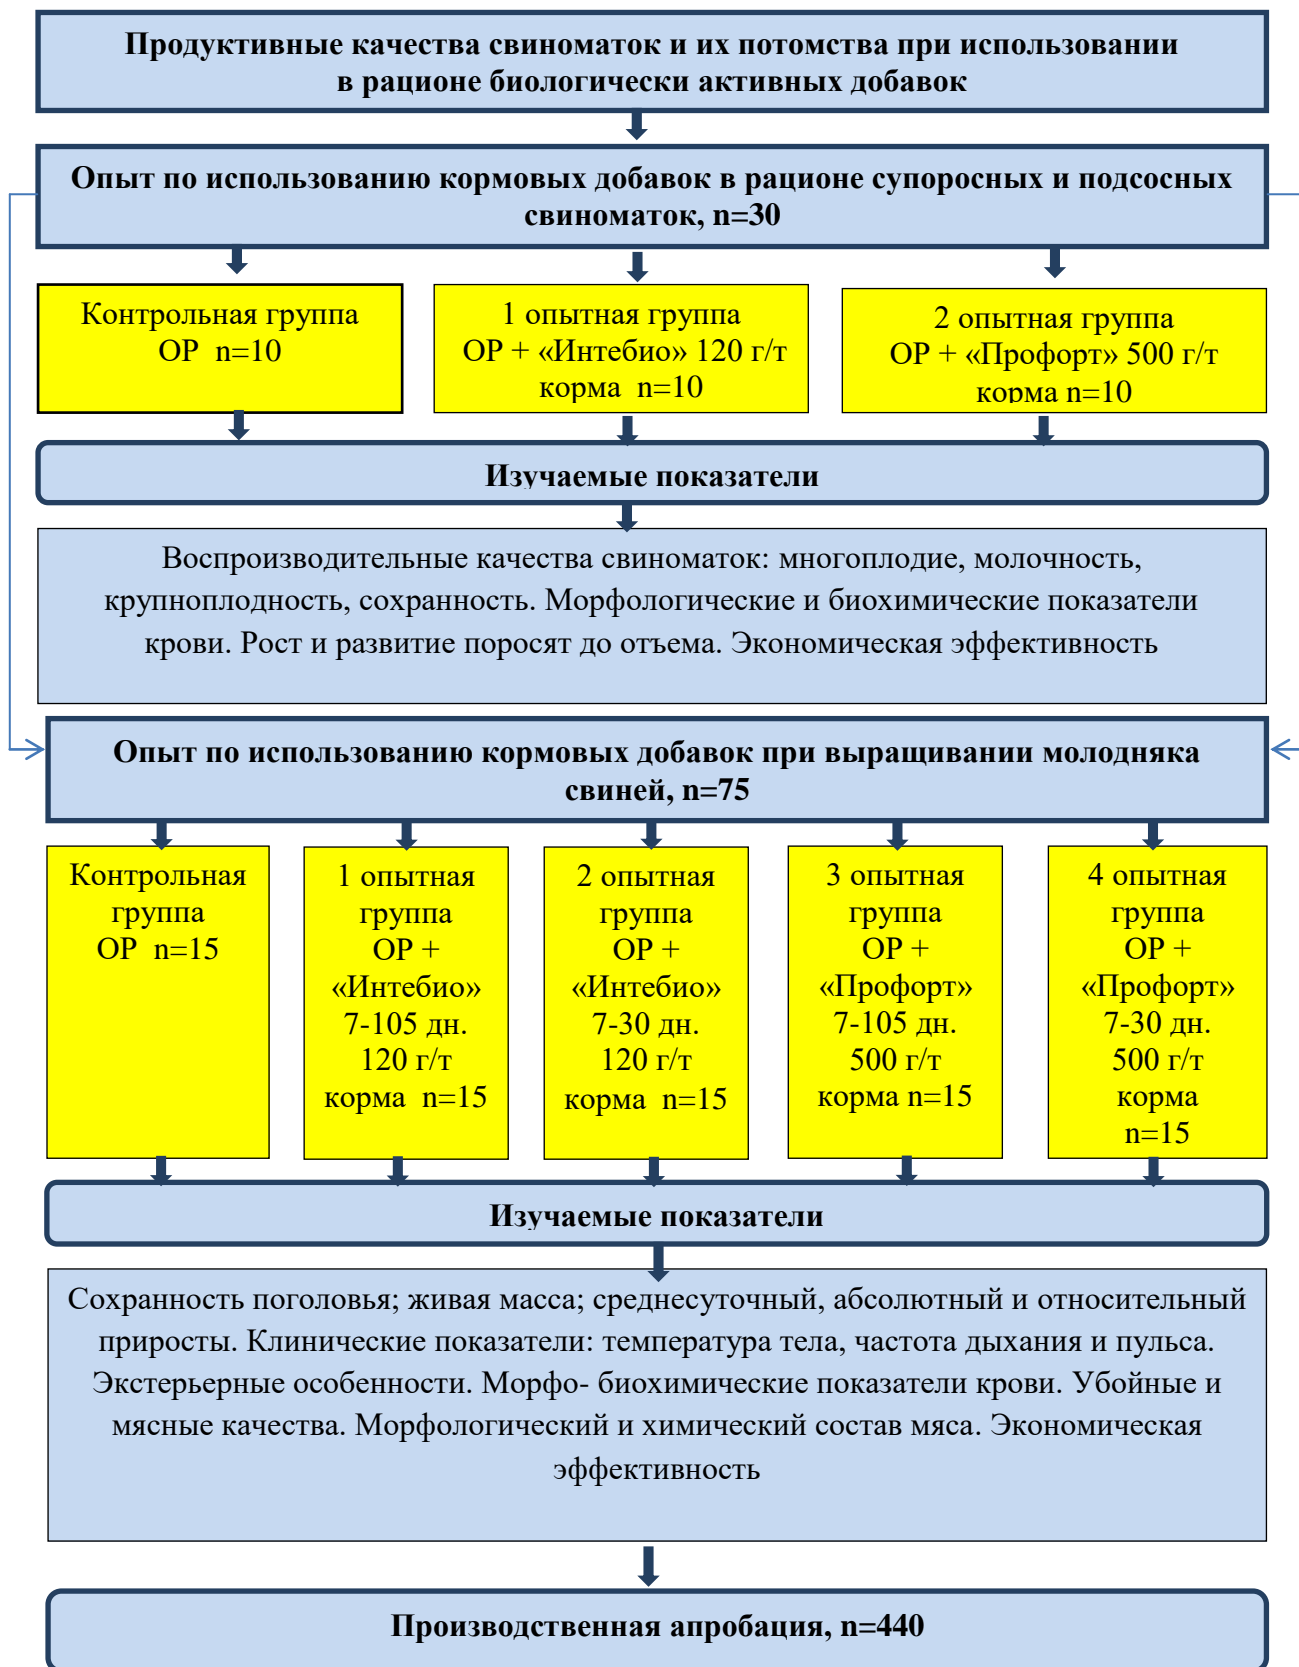 Продуктивные качества свиноматок и их потомства при использовании
в рационе биологически активных добавок
Опыт по использованию кормовых добавок в рационе супоросных и подсосных
свиноматок, n=30
Контрольная группа
ОР n=10
1 опытная группа
ОР + «Интебио» 120 г/т
корма n=10
2 опытная группа
ОР + «Профорт» 500 г/т
корма n=10
Изучаемые показатели
Воспроизводительные качества свиноматок: многоплодие, молочность,
крупноплодность, сохранность. Морфологические и биохимические показатели
крови. Рост и развитие поросят до отъема. Экономическая эффективность
Опыт по использованию кормовых добавок при выращивании молодняка
свиней, n=75
Контрольная
группа
ОР n=15
1 опытная
группа
ОР +
«Интебио»
7-105 дн.
120 г/т
корма n=15
2 опытная
группа
ОР +
«Интебио»
7-30 дн.
120 г/т
корма n=15
3 опытная
группа
ОР +
«Профорт»
7-105 дн.
500 г/т
корма n=15
4 опытная
группа
ОР +
«Профорт»
7-30 дн.
500 г/т
корма
n=15
Изучаемые показатели
Сохранность поголовья; живая масса; среднесуточный, абсолютный и относительный
приросты. Клинические показатели: температура тела, частота дыхания и пульса.
Экстерьерные особенности. Морфо- биохимические показатели крови. Убойные и
мясные качества. Морфологический и химический состав мяса. Экономическая
эффективность
Производственная апробация, n=440